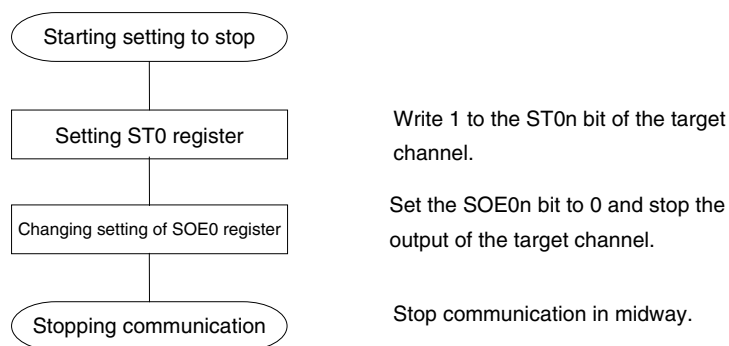 Starting setting to stop
Setting ST0 register
Write 1 to the ST0n bit of the target
channel.
Changing setting of SOE0 register
Set the SOE0n bit to 0 and stop the
output of the target channel.
Stopping communication
Stop communication in midway.